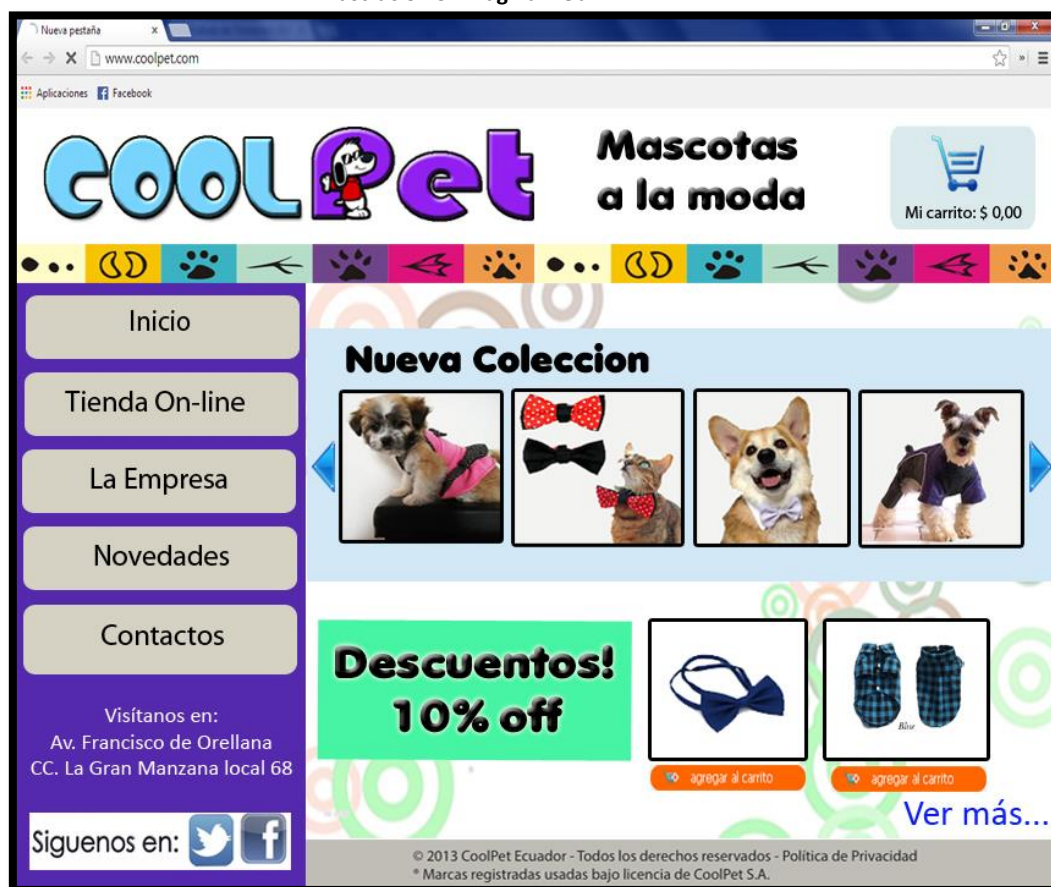 Nueva pestaña
www.coolpet.com
Aplicaciones Facebook
COOL Pet
Mascotas
a la moda
Mi carrito: $ 0,00
Inicio
Tienda On-line
La Empresa
Novedades
Contactos
Visítanos en:
Av. Francisco de Orellana
CC. La Gran Manzana local 68
Siguenos en:
Nueva Coleccion
Descuentos!
10% off
Blue
agregar al carrito
agregar al carrito
Ver más...
© 2013 CoolPet Ecuador - Todos los derechos reservados - Política de Privacidad
* Marcas registradas usadas bajo licencia de CoolPet S.A.